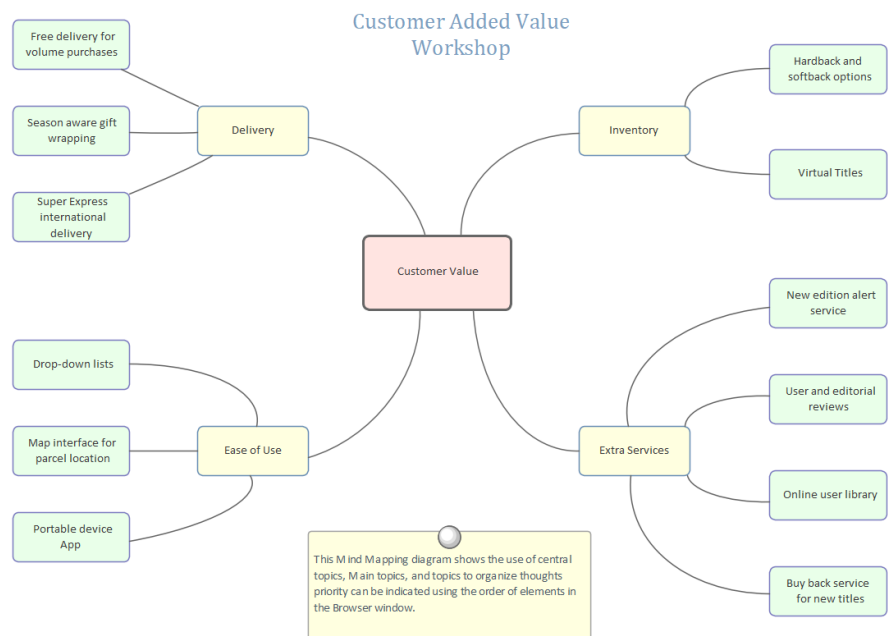 Customer Added Value
Workshop
Free delivery for
volume purchases
Season aware gift
wrapping
Super Express
international
delivery
Delivery
Inventory
Hardback and
softback options
Virtual Titles
Customer Value
Drop-down lists
Map interface for
parcel location
Portable device
App
Ease of Use
Extra Services
New edition alert
service
User and editorial
reviews
Online user library
Buy back service
for new titles
This Mind Mapping diagram shows the use of central
topics, Main topics, and topics to organize thoughts
priority can be indicated using the order of elements in
the Browser window.